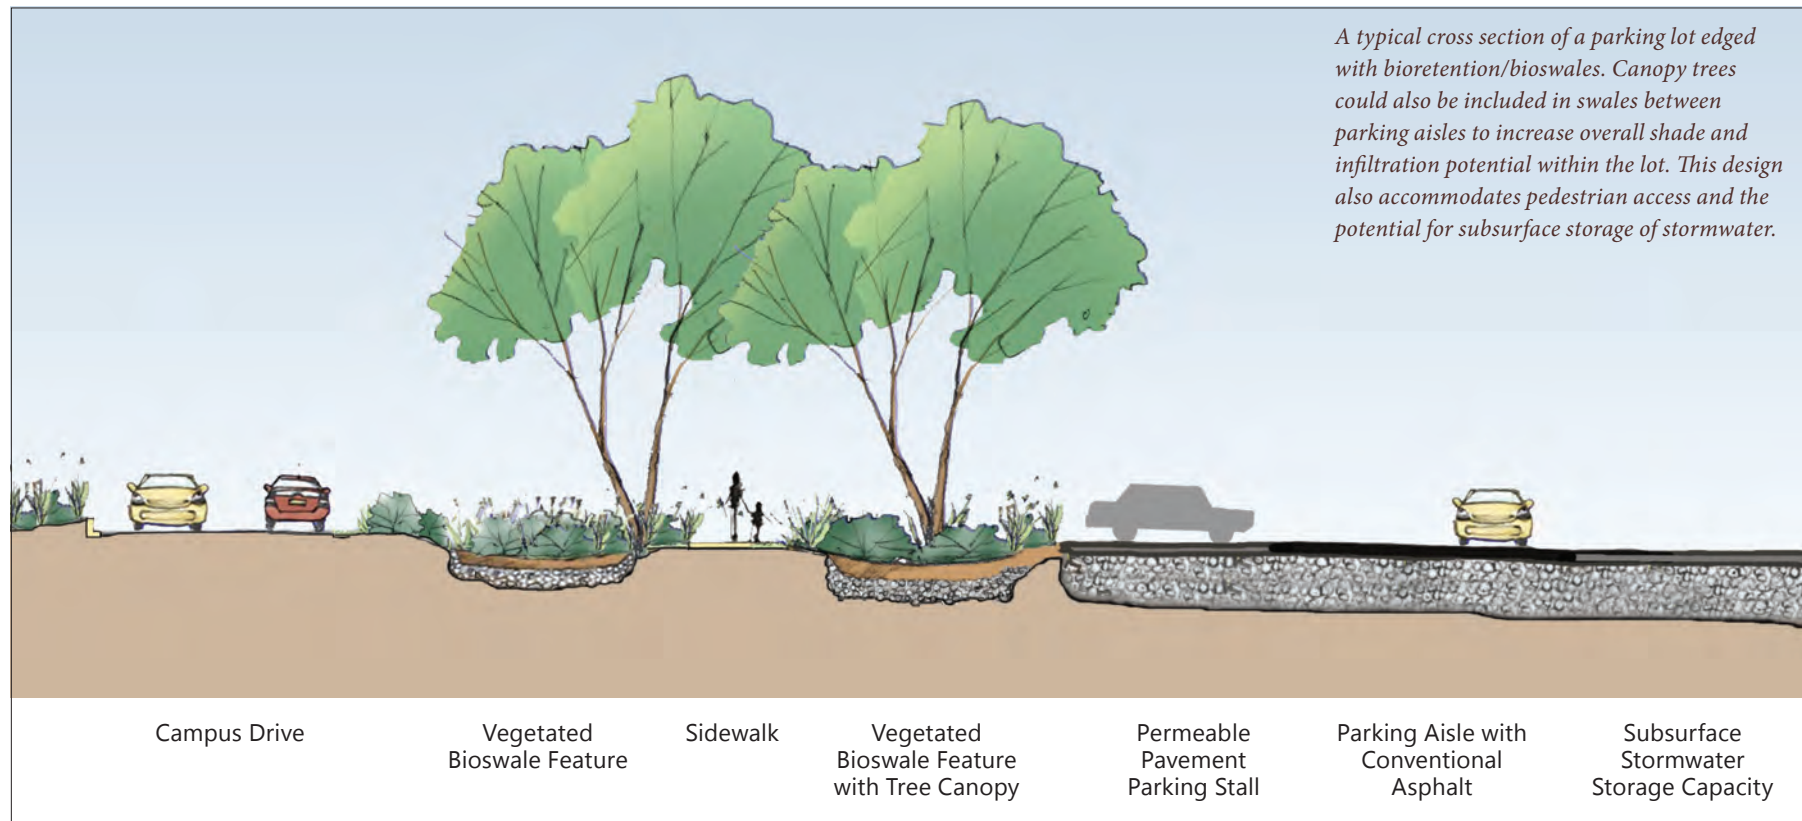 A typical cross section of a parking lot edged
with bioretention/bioswales. Canopy trees
could also be included in swales between
parking aisles to increase overall shade and
infiltration potential within the lot. This design
also accommodates pedestrian access and the
potential for subsurface storage of stormwater.
Campus Drive
Vegetated
Bioswale Feature
Sidewalk
Vegetated
Bioswale Feature
with Tree Canopy
Permeable
Pavement
Parking Stall
Parking Aisle with
Conventional
Asphalt
Subsurface
Stormwater
Storage Capacity